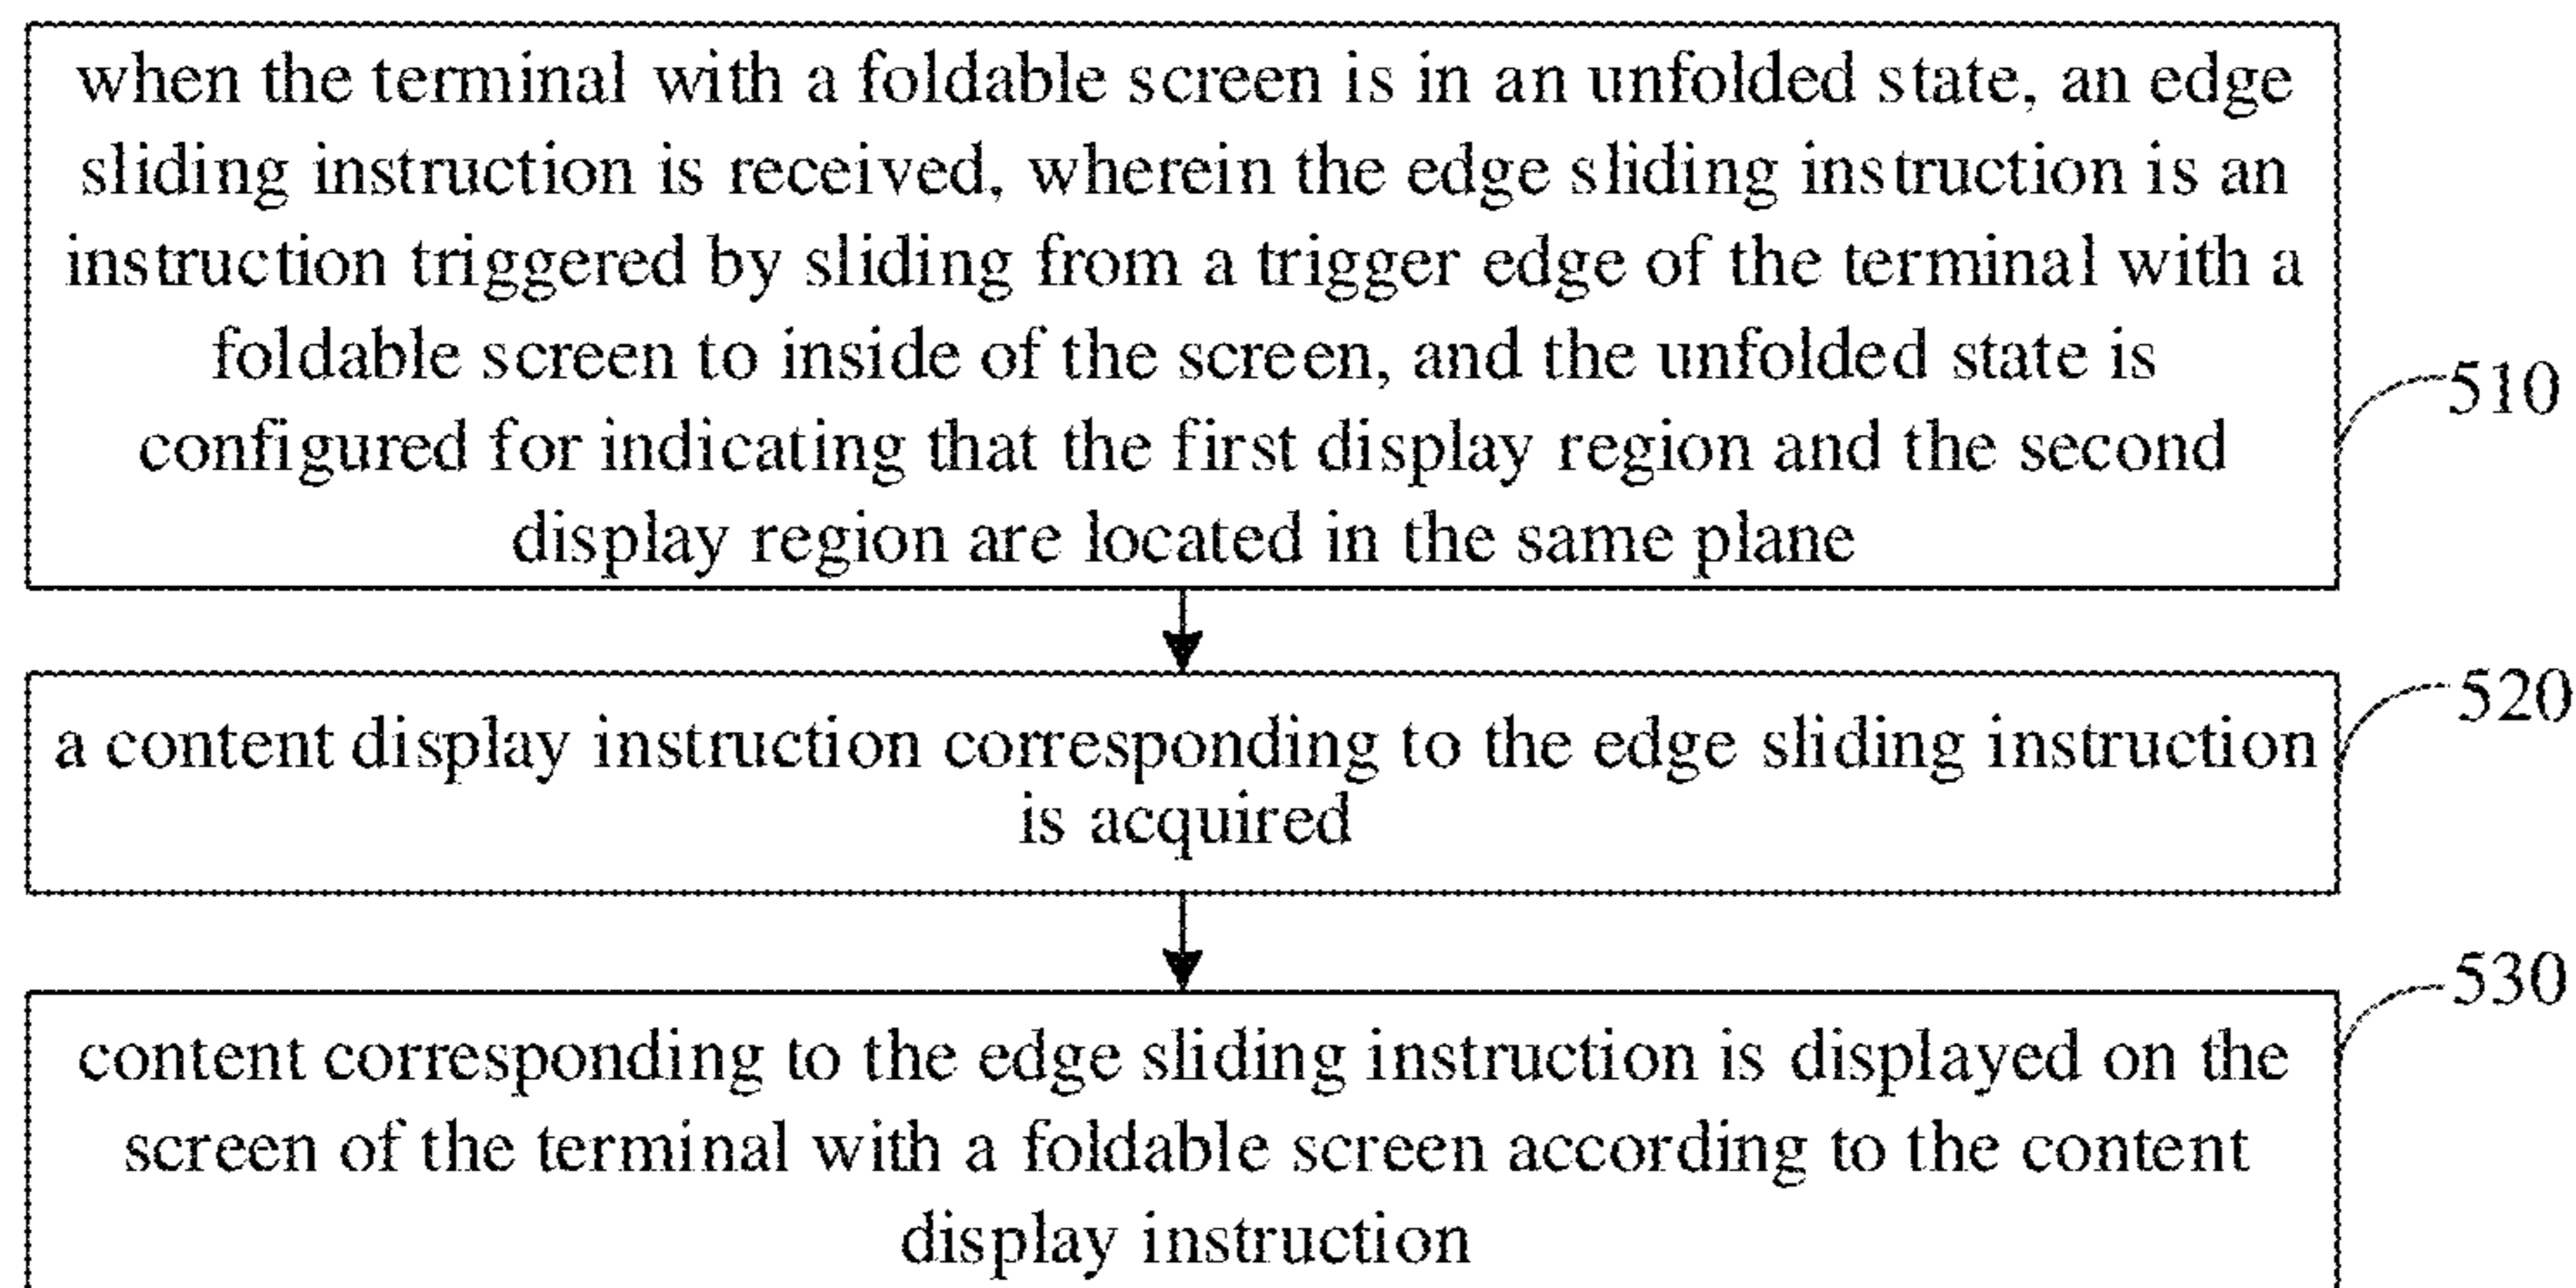 when the terminal with a foldable screen is in an unfolded state, an edge
sliding instruction is received, wherein the edge sliding instruction is an
instruction triggered by sliding from a trigger edge of the terminal with a
foldable screen to inside of the screen, and the unfolded state is
510
configured for indicating that the first display region and the second
display region are located in the same plane
520
a content display instruction corresponding to the edge sliding instruction
is acquired
530
content corresponding to the edge sliding instruction is displayed on the
screen of the terminal with a foldable screen according to the content
display instruction